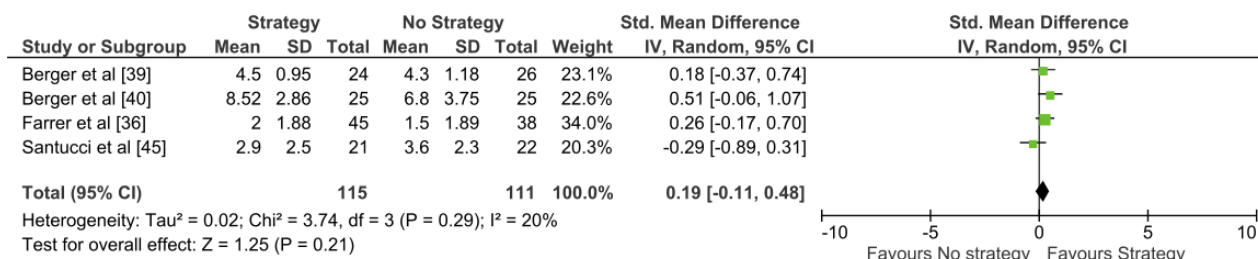 Strategy No Strategy Std. Mean Difference Std. Mean Difference
Study or Subgroup Mean SD Total Mean SD Total Weight IV, Random, 95% CI IV, Random, 95% CI
Berger et al [39] 4.5 0.95 24 4.3 1.18 26 23.1% 0.18 [-0.37, 0.74]
Berger et al [40] 8.52 2.86 25 6.8 3.75 25 22.6% 0.51 [-0.06, 1.07]
Farrer et al [36] 2 1.88 45 1.5 1.89 38 34.0% 0.26 [-0.17, 0.70]
Santucci et al [45] 2.9 2.5 21 3.6 2.3 22 20.3% -0.29 [-0.89, 0.31]
Total (95% CI) 115 111 100.0% 0.19 [-0.11, 0.48]
Heterogeneity: Tau² = 0.02; Chi² = 3.74, df = 3 (P = 0.29); I² = 20%
Test for overall effect: Z = 1.25 (P = 0.21)
-10 -5 0 5 10
Favours No strategy Favours Strategy